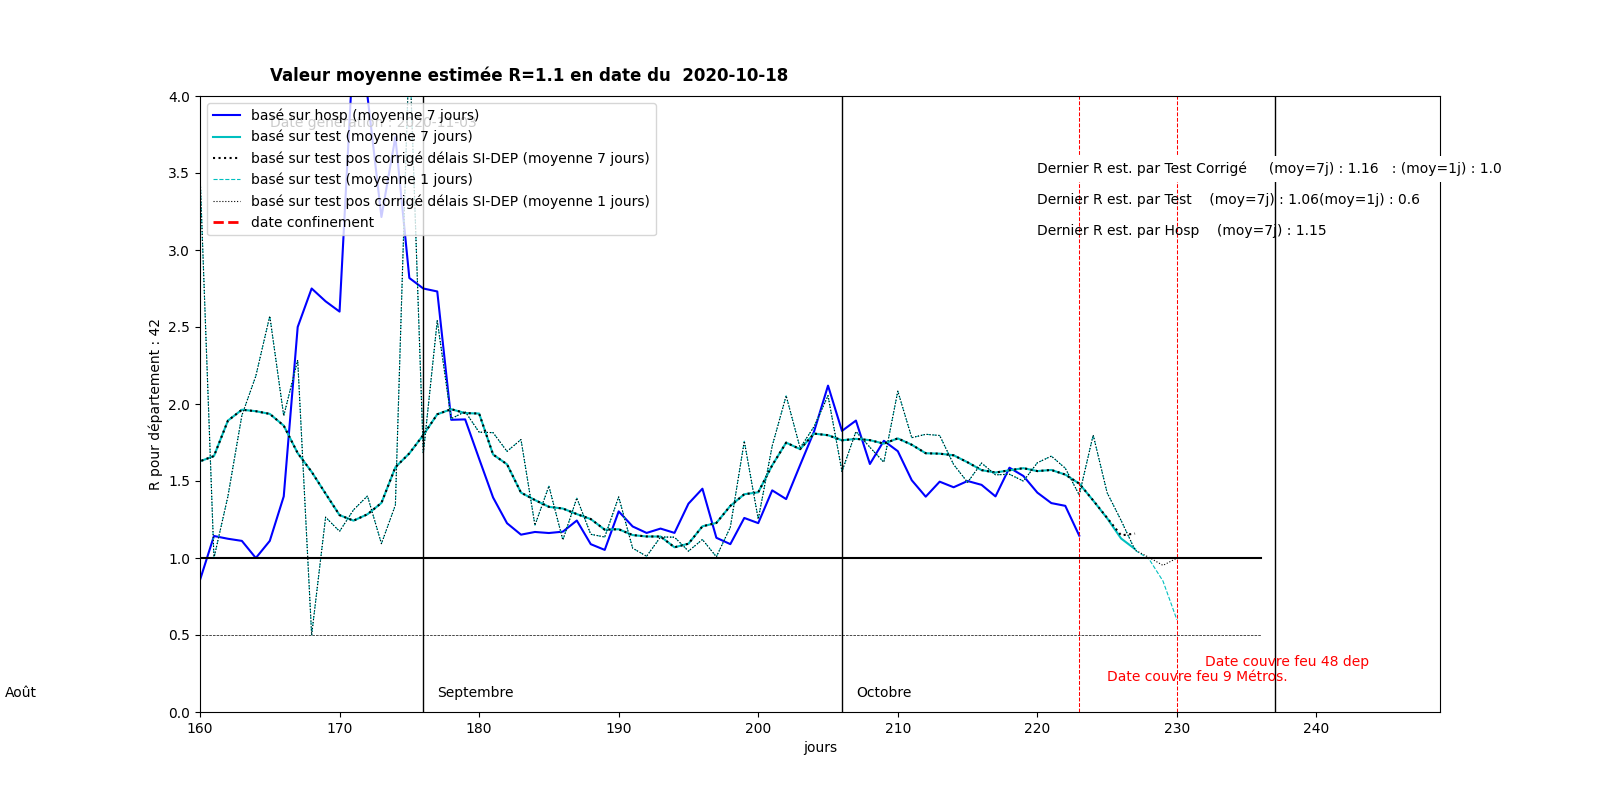 Valeur moyenne estimée R=1.1 en date du  2020-10-18
Date génération : 2020-11-03
basé sur hosp (moyenne 7 jours)
basé sur test (moyenne 7 jours)
basé sur test pos corrigé délais SI-DEP (moyenne 7 jours)
basé sur test (moyenne 1 jours)
basé sur test pos corrigé délais SI-DEP (moyenne 1 jours)
date confinement
Dernier R est. par Test Corrigé     (moy=7j) : 1.16   : (moy=1j) : 1.0
Dernier R est. par Test    (moy=7j) : 1.06(moy=1j) : 0.6
Dernier R est. par Hosp    (moy=7j) : 1.15
R pour département : 42
4.0
3.5
3.0
2.5
2.0
1.5
1.0
0.5
0.0
Date couvre feu 48 dep
Date couvre feu 9 Métros.
Août
Septembre
Octobre
160 170 180 190 200 210 220 230 240
jours